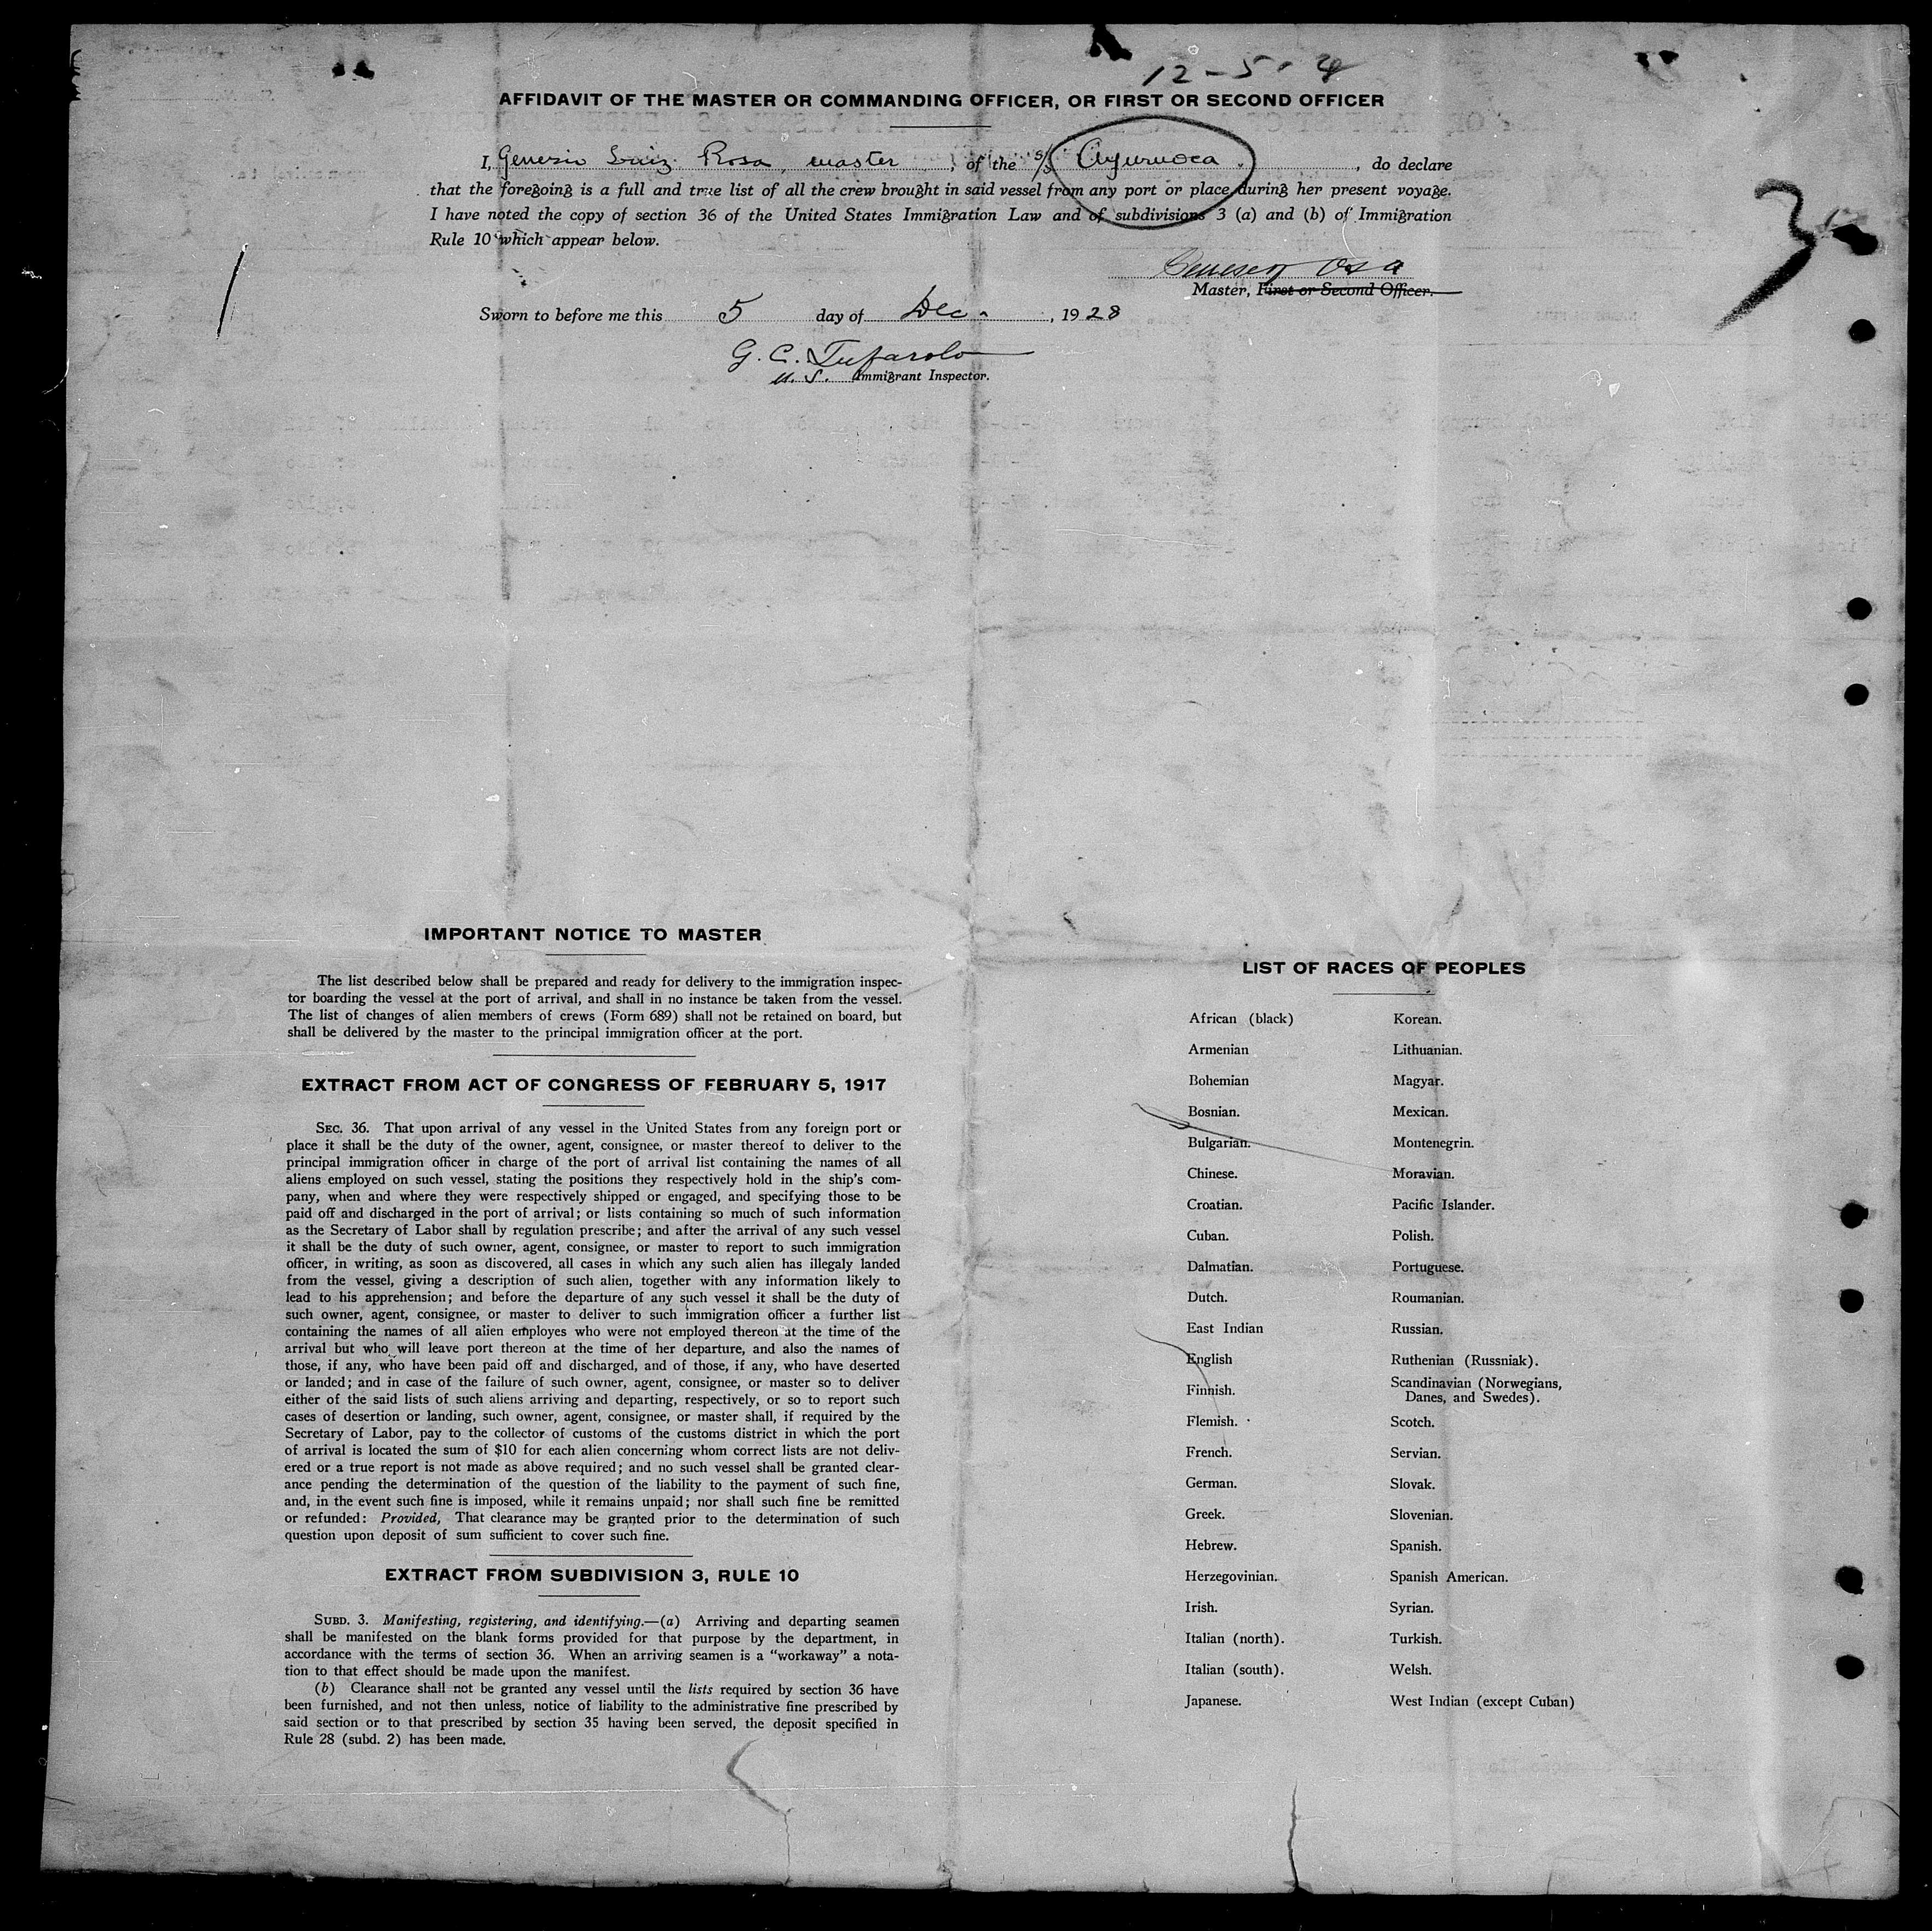 12-5-
AFFIDAVIT OF THE MASTER OR COMMANDING OFFICER, OR FIRST OR SECOND OFFICER
I, Genesio Luiz Rosa, master, of the S/S Ayuruoca, do declare
that the foregoing is a full and true list of all the crew brought in said vessel from any port or place during her present voyage.
I have noted the copy of section 36 of the United States Immigration Law and of subdivisions 3 (a) and (b) of Immigration
Rule 10 which appear below.
Master, First or Second Officer.
Sworn to before me this 5 day of Dec. , 1928
G. C. Tufarolo
U. S. Immigrant Inspector.
3
1
IMPORTANT NOTICE TO MASTER
The list described below shall be prepared and ready for delivery to the immigration inspec-
tor boarding the vessel at the port of arrival, and shall in no instance be taken from the vessel.
The list of changes of alien members of crews (Form 689) shall not be retained on board, but
shall be delivered by the master to the principal immigration officer at the port.
EXTRACT FROM ACT OF CONGRESS OF FEBRUARY 5, 1917
SEC. 36. That upon arrival of any vessel in the United States from any foreign port or
place it shall be the duty of the owner, agent, consignee, or master thereof to deliver to the
principal immigration officer in charge of the port of arrival list containing the names of all
aliens employed on such vessel, stating the positions they respectively hold in the ship's com-
pany, when and where they were respectively shipped or engaged, and specifying those to be
paid off and discharged in the port of arrival; or lists containing so much of such information
as the Secretary of Labor shall by regulation prescribe; and after the arrival of any such vessel
it shall be the duty of such owner, agent, consignee, or master to report to such immigration
officer, in writing, as soon as discovered, all cases in which any such alien has illegaly landed
from the vessel, giving a description of such alien, together with any information likely to
lead to his apprehension; and before the departure of any such vessel it shall be the duty of
such owner, agent, consignee, or master to deliver to such immigration officer a further list
containing the names of all alien employes who were not employed thereon at the time of the
arrival but who will leave port thereon at the time of her departure, and also the names of
those, if any, who have been paid off and discharged, and of those, if any, who have deserted
or landed; and in case of the failure of such owner, agent, consignee, or master so to deliver
either of the said lists of such aliens arriving and departing, respectively, or so to report such
cases of desertion or landing, such owner, agent, consignee, or master shall, if required by the
Secretary of Labor, pay to the collector of customs of the customs district in which the port
of arrival is located the sum of $10 for each alien concerning whom correct lists are not deliv-
ered or a true report is not made as above required; and no such vessel shall be granted clear-
ance pending the determination of the question of the liability to the payment of such fine,
and, in the event such fine is imposed, while it remains unpaid; nor shall such fine be remitted
or refunded: Provided, That clearance may be granted prior to the determination of such
question upon deposit of sum sufficient to cover such fine.
EXTRACT FROM SUBDIVISION 3, RULE 10
SUBD. 3. Manifesting, registering, and identifying.—(a) Arriving and departing seamen
shall be manifested on the blank forms provided for that purpose by the department, in
accordance with the terms of section 36. When an arriving seamen is a "workaway" a nota-
tion to that effect should be made upon the manifest.
(b) Clearance shall not be granted any vessel until the lists required by section 36 have
been furnished, and not then unless, notice of liability to the administrative fine prescribed by
said section or to that prescribed by section 35 having been served, the deposit specified in
Rule 28 (subd. 2) has been made.
LIST OF RACES OF PEOPLES
African (black)
Armenian
Bohemian
Bosnian.
Bulgarian.
Chinese.
Croatian.
Cuban.
Dalmatian.
Dutch.
East Indian
English
Finnish.
Flemish.
French.
German.
Greek.
Hebrew.
Herzegovinian.
Irish.
Italian (north).
Italian (south).
Japanese.
Korean.
Lithuanian.
Magyar.
Mexican.
Montenegrin.
Moravian.
Pacific Islander.
Polish.
Portuguese.
Roumanian.
Russian.
Ruthenian (Russniak).
Scandinavian (Norwegians,
Danes, and Swedes).
Scotch.
Servian.
Slovak.
Slovenian.
Spanish.
Spanish American.
Syrian.
Turkish.
Welsh.
West Indian (except Cuban)